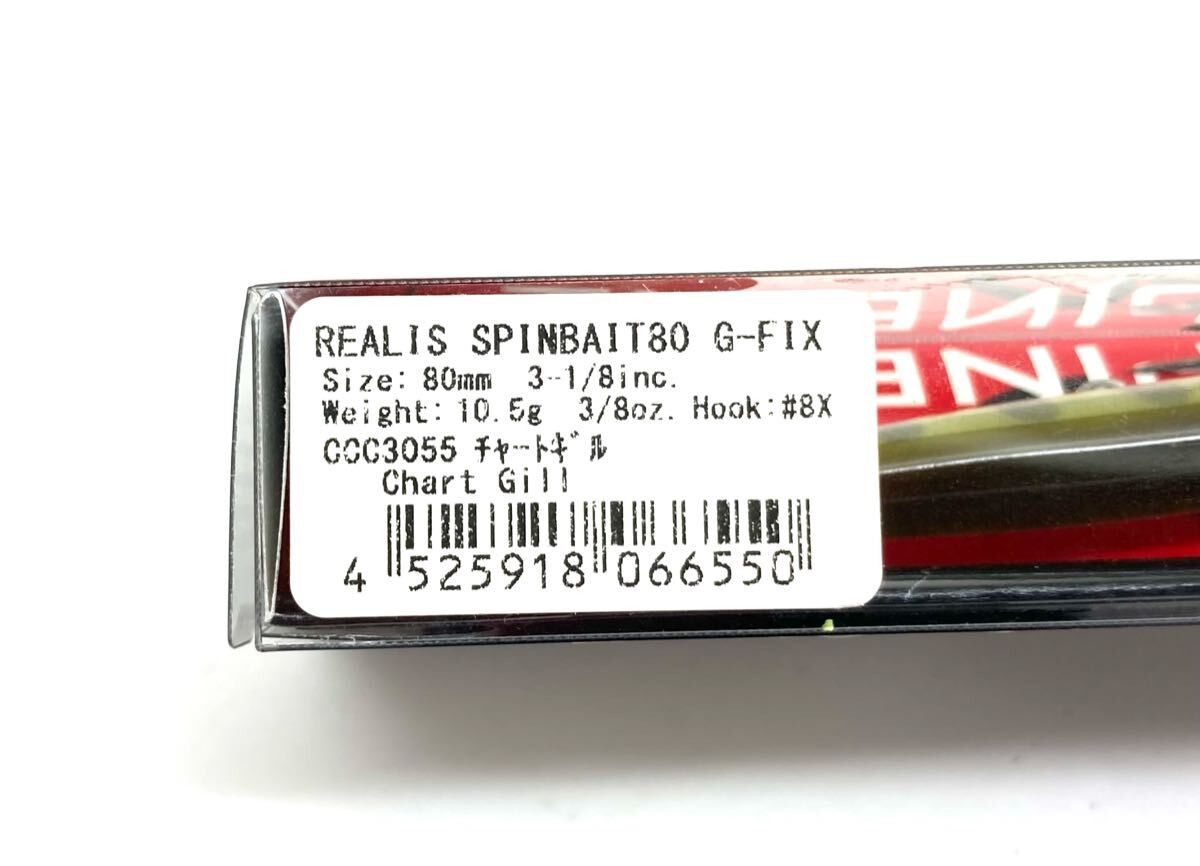 REALIS SPINBAIT80 G-FIX
Size: 80mm 3-1/8inc.
Weight: 10.5g 3/8oz. Hook:#8X
CCC3055 チャートギル
Chart Gill
4 525918 066550